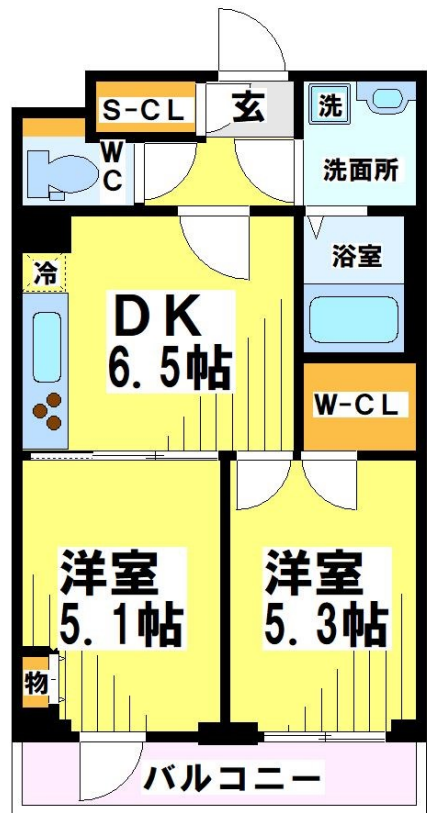 S-CL
玄
洗
WC
洗面所
浴室
冷
DK
6.5帖
W-CL
洋室
5.1帖
洋室
5.3帖
物
バルコニー